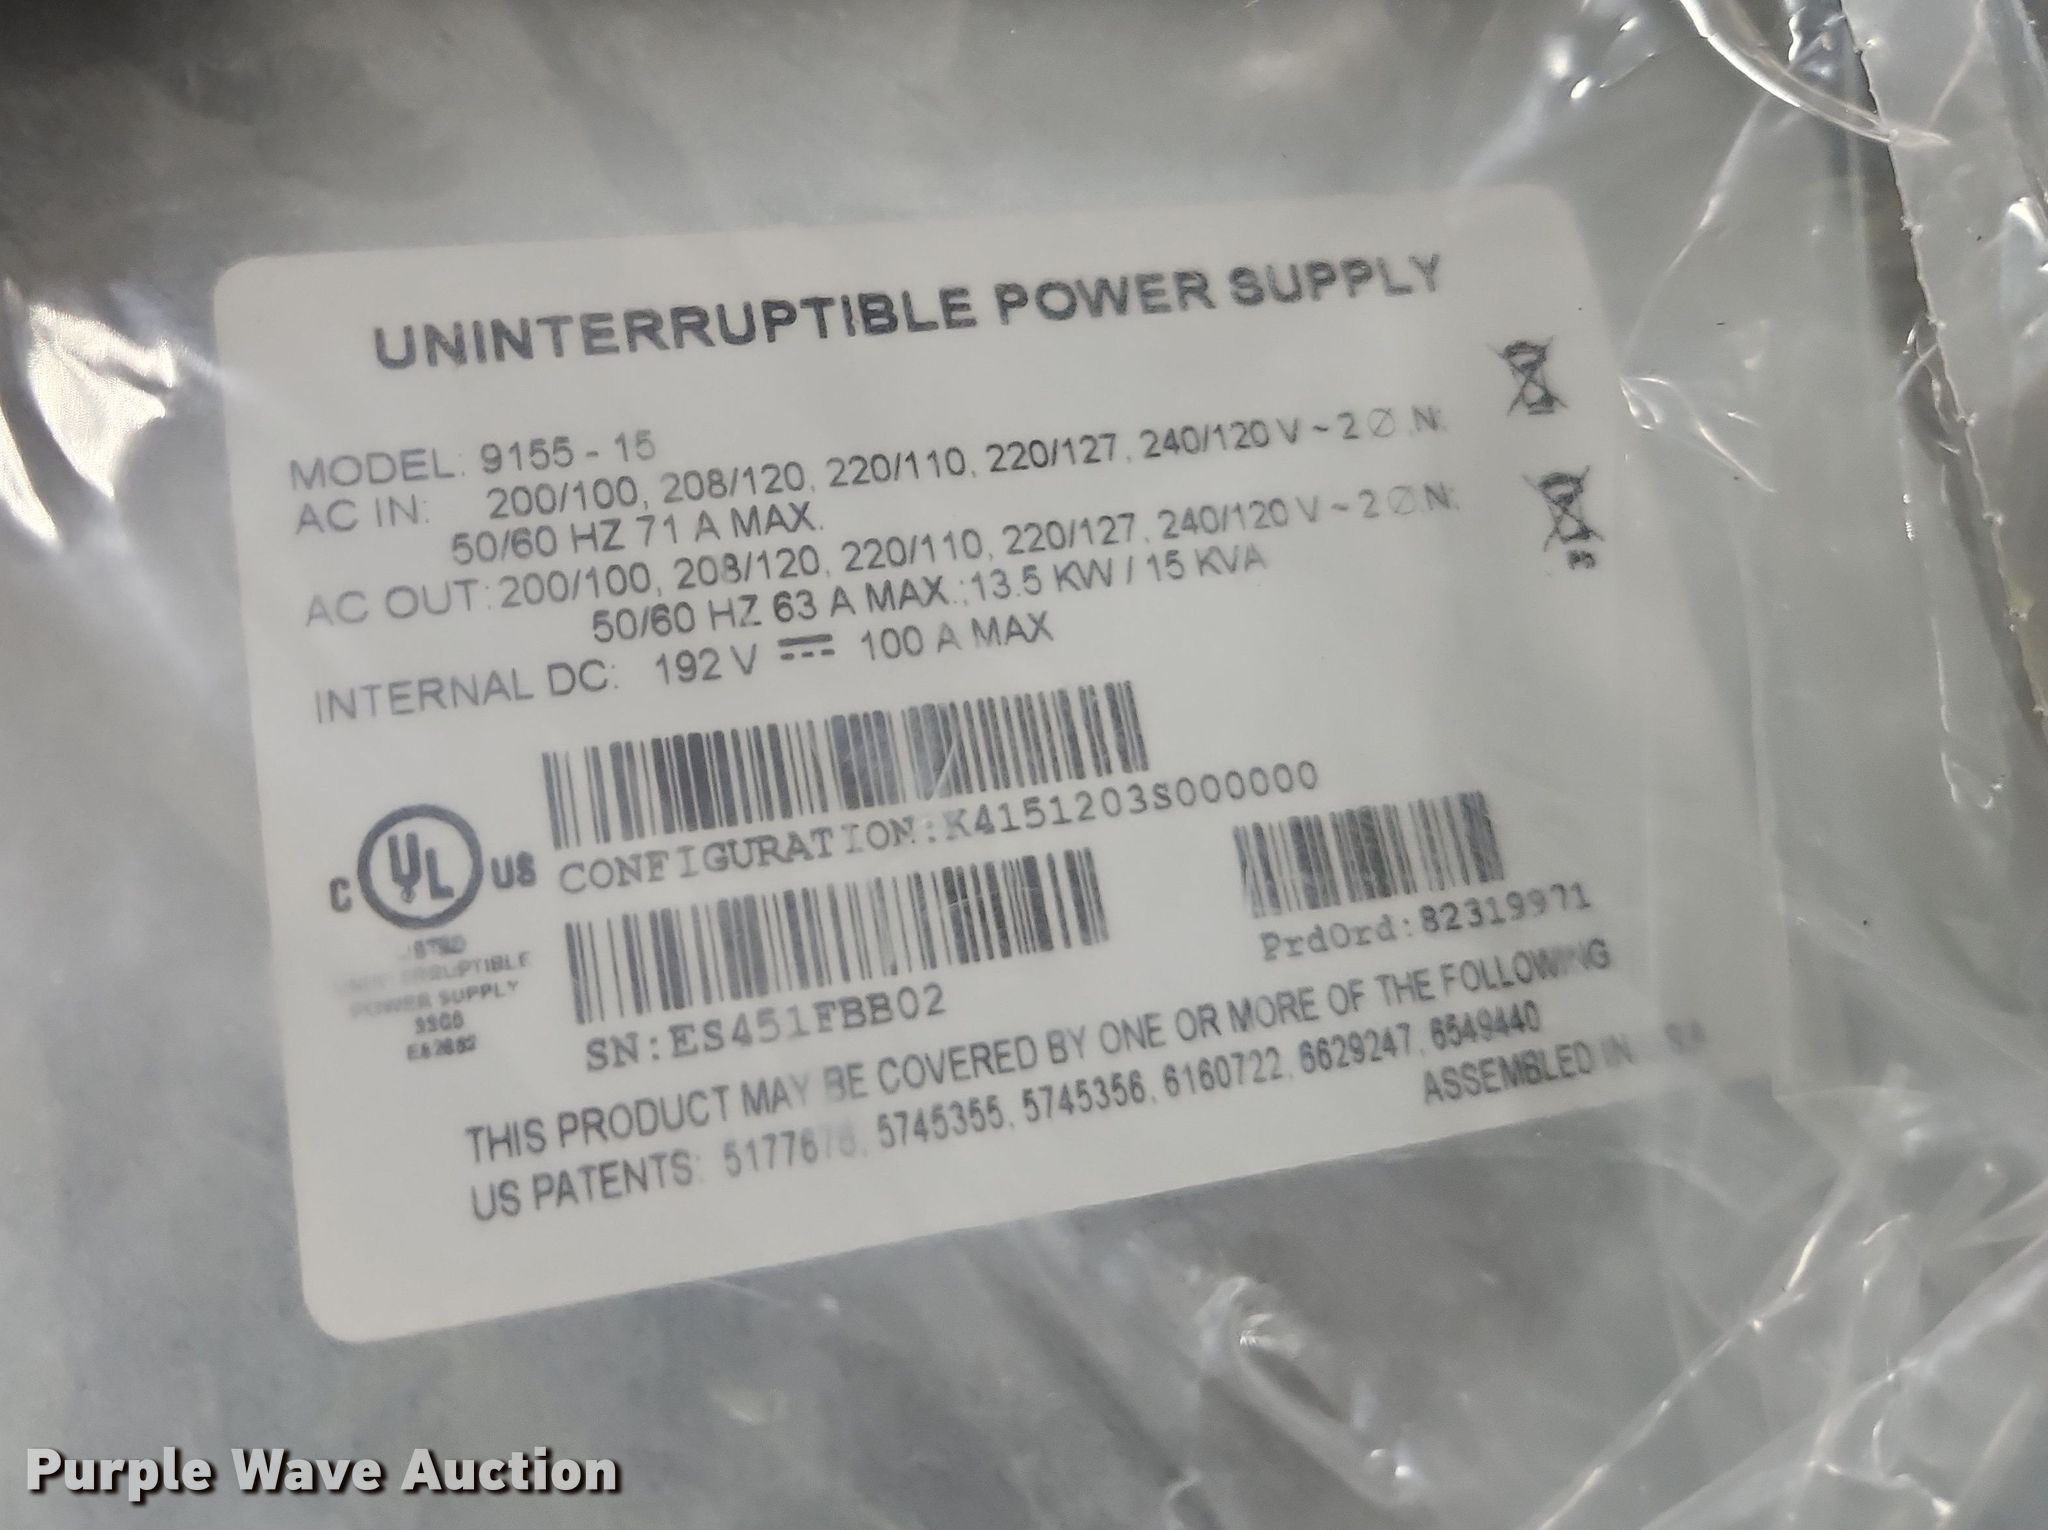 UNINTERRUPTIBLE POWER SUPPLY
MODEL: 9155 - 15
AC IN: 200/100, 208/120, 220/110, 220/127, 240/120 V ~ 2 Ø, N:
50/60 HZ 71 A MAX.
AC OUT: 200/100, 208/120, 220/110, 220/127, 240/120 V ~ 2 Ø, N:
50/60 HZ 63 A MAX.; 13.5 KW / 15 KVA
INTERNAL DC: 192 V 100 A MAX
CONFIGURATION:K4151203S000000
C UL US
UNINTERRUPTIBLE
POWER SUPPLY
PrdOrd:82319971
SN:ES451FBB02
THIS PRODUCT MAY BE COVERED BY ONE OR MORE OF THE FOLLOWING
US PATENTS: 5745355, 5745356, 6160722, 6629247, 6549440
ASSEMBLED IN
Purple Wave Auction